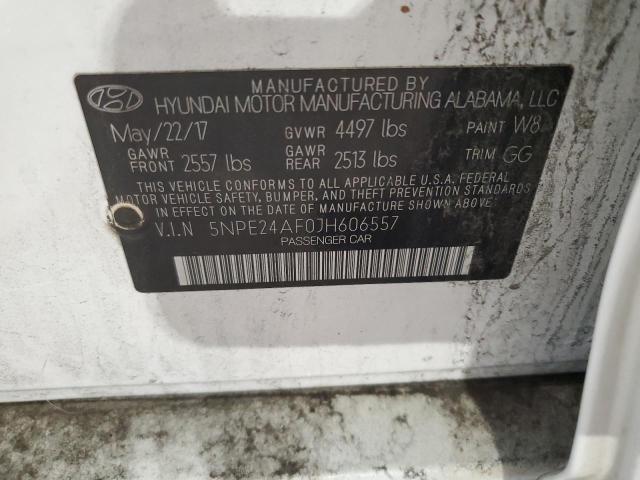 MANUFACTURED BY
HYUNDAI MOTOR MANUFACTURING ALABAMA, LLC
May/22/17 GVWR 4497 lbs PAINT W8
GAWR FRONT 2557 lbs GAWR REAR 2513 lbs TRIM GG
THIS VEHICLE CONFORMS TO ALL APPLICABLE U.S.A. FEDERAL
MOTOR VEHICLE SAFETY, BUMPER, AND THEFT PREVENTION STANDARDS
IN EFFECT ON THE DATE OF MANUFACTURE SHOWN ABOVE.
V.I.N 5NPE24AF0JH606557
PASSENGER CAR